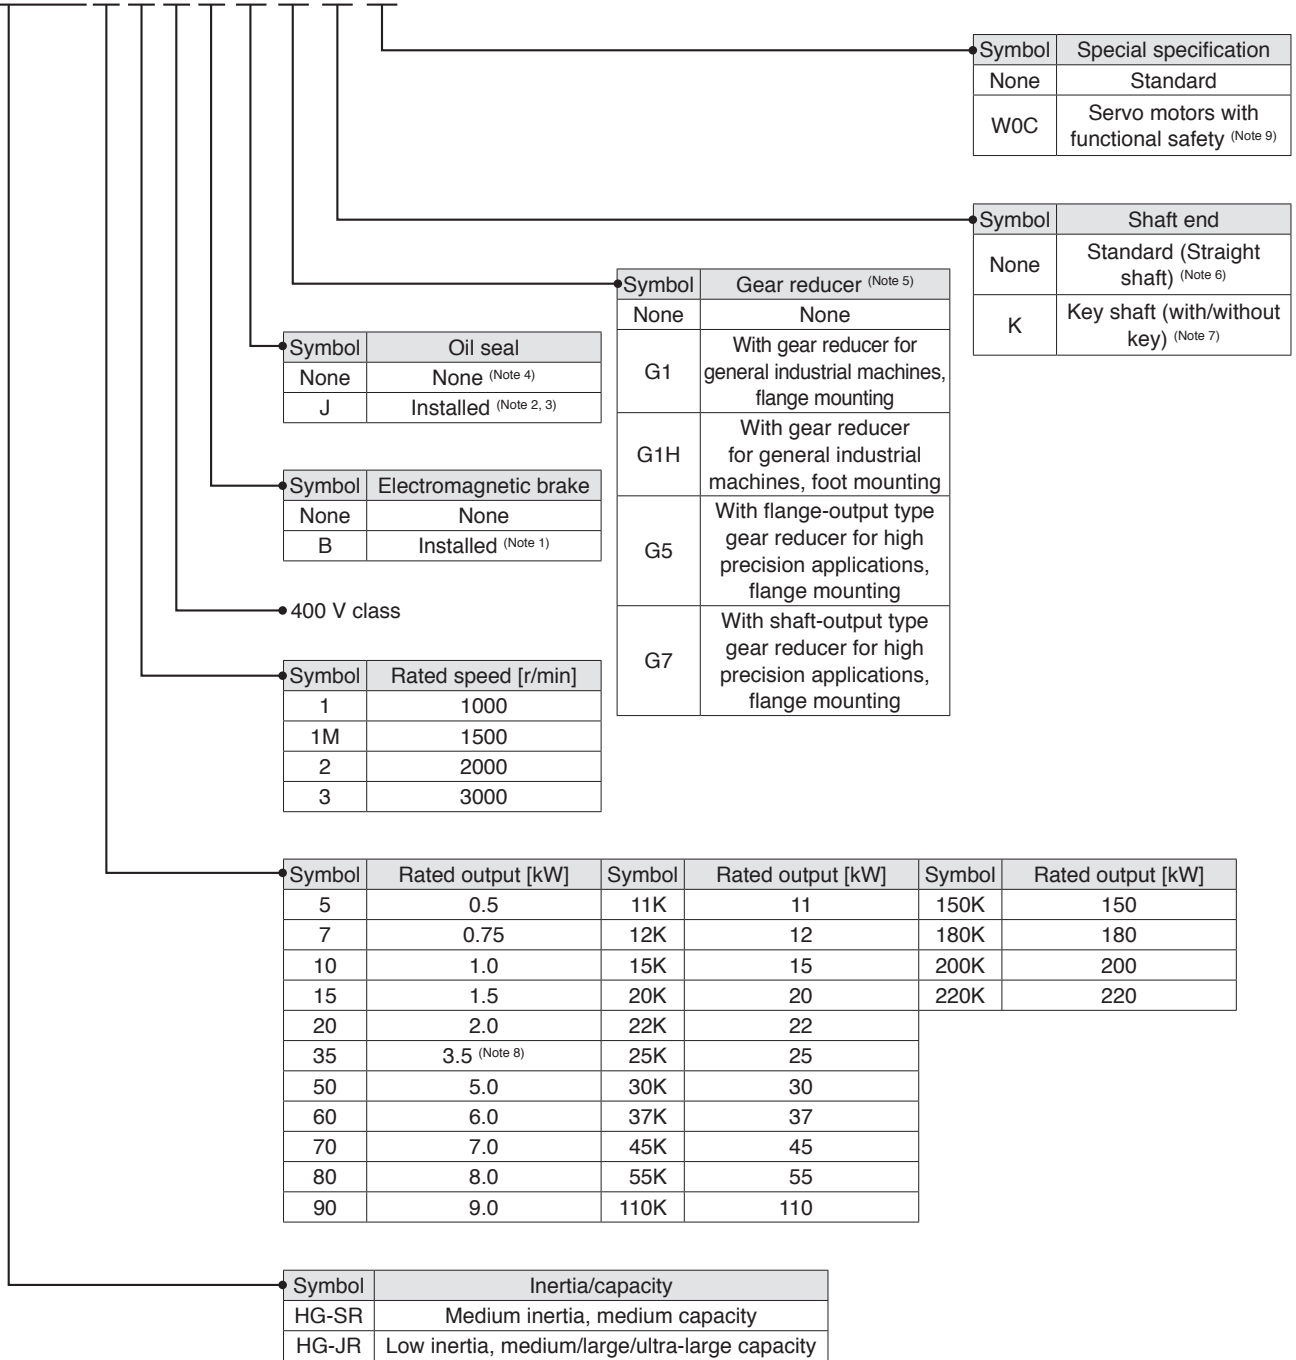 Symbol Special specification
None Standard
W0C Servo motors with
functional safety (Note 9)
Symbol Shaft end
None Standard (Straight
shaft) (Note 6)
K Key shaft (with/without
key) (Note 7)
Symbol Gear reducer (Note 5)
None None
G1 With gear reducer for
general industrial machines,
flange mounting
G1H With gear reducer
for general industrial
machines, foot mounting
G5 With flange-output type
gear reducer for high
precision applications,
flange mounting
G7 With shaft-output type
gear reducer for high
precision applications,
flange mounting
Symbol Oil seal
None None (Note 4)
J Installed (Note 2, 3)
Symbol Electromagnetic brake
None None
B Installed (Note 1)
400 V class
Symbol Rated speed [r/min]
1 1000
1M 1500
2 2000
3 3000
Symbol Rated output [kW] Symbol Rated output [kW] Symbol Rated output [kW]
5 0.5 11K 11 150K 150
7 0.75 12K 12 180K 180
10 1.0 15K 15 200K 200
15 1.5 20K 20 220K 220
20 2.0 22K 22
35 3.5 (Note 8) 25K 25
50 5.0 30K 30
60 6.0 37K 37
70 7.0 45K 45
80 8.0 55K 55
90 9.0 110K 110
Symbol Inertia/capacity
HG-SR Medium inertia, medium capacity
HG-JR Low inertia, medium/large/ultra-large capacity